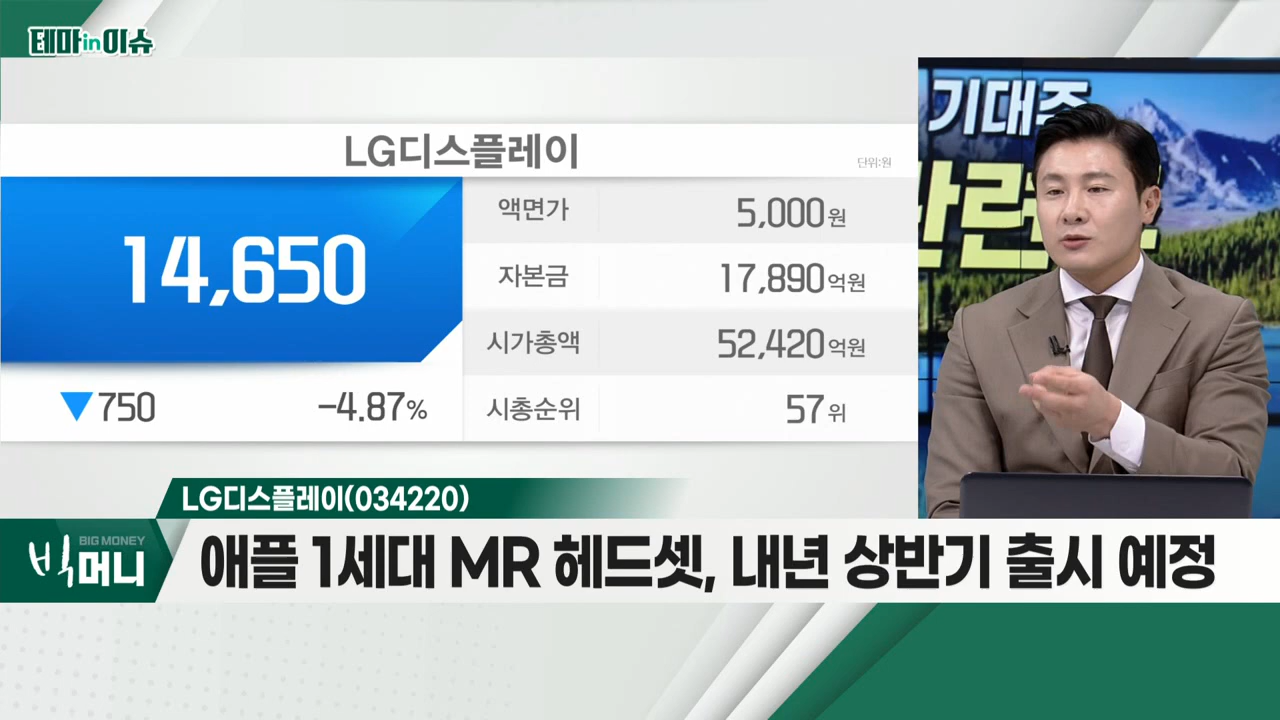 테마in이슈
기대주
관련
LG디스플레이
단위:원
14,650
▼750 -4.87%
액면가 5,000원
자본금 17,890억원
시가총액 52,420억원
시총순위 57위
LG디스플레이(034220)
BIG MONEY
빅머니
애플 1세대 MR 헤드셋, 내년 상반기 출시 예정